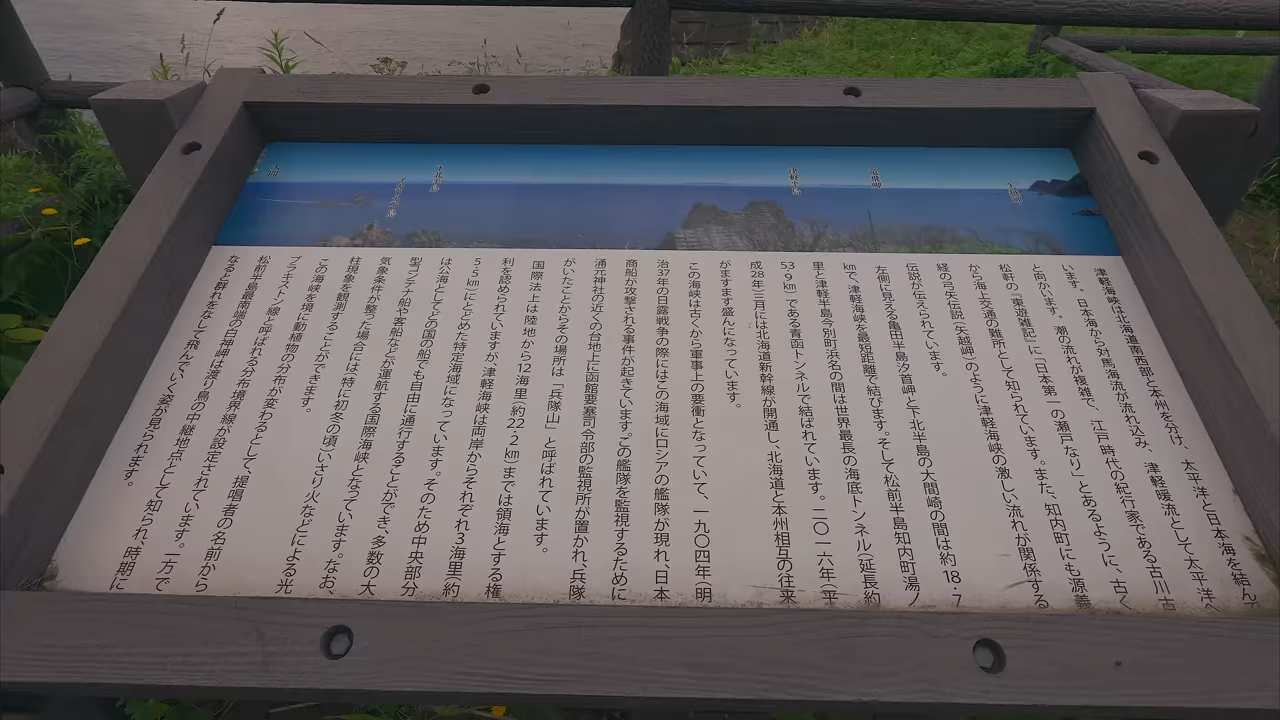 大間
下北半島
津軽半島
竜飛岬
津軽海峡は北海道南西部と本州を分け、太平洋と日本海を結んで
います。日本海から対馬海流が流れ込み、津軽暖流として太平洋へ
と向かいます。潮の流れが複雑で、江戸時代の紀行家である古川古
松軒の『東遊雑記』に「日本第一の瀬戸なり」とあるように、古く
から海上交通の難所として知られています。また、知内町にも源義
経の弓矢伝説（矢越岬）のように津軽海峡の激しい流れが関係する
伝説が伝えられています。
左側に見える亀田半島汐首岬と下北半島の大間崎の間は約18・7
kmで、津軽海峡を最短距離で結びます。そして松前半島知内町湯ノ
里と津軽半島今別町浜名の間は世界最長の海底トンネル（延長約
53・9km）である青函トンネルで結ばれています。二〇一六年（平
成28年）三月には北海道新幹線が開通し、北海道と本州相互の往来
がますます盛んになっています。
この海峡は古くから軍事上の要衝となっていて、一九〇四年（明
治37年）の日露戦争の際にはこの海域にロシアの艦隊が現れ、日本
商船が攻撃される事件が起きています。この艦隊を監視するために
涌元神社の近くの台地上に函館要塞司令部の監視所が置かれ、兵隊
がいたことからその場所は「兵隊山」と呼ばれています。
国際法上は陸地から12海里（約22・2km）までは領海とする権
利を認められていますが、津軽海峡は両岸からそれぞれ3海里（約
5・5km）にとどめた特定海域になっています。そのため中央部分
は公海としてどの国の船でも自由に通行することができ、多数の大
型コンテナ船や客船などが運航する国際海峡となっています。なお、
気象条件が整った場合には、特に初冬の頃、いさり火などによる光
柱現象を観測することができます。
この海峡を境に動植物の分布が変わるとして、提唱者の名前から
ブラキストン線と呼ばれる分布境界線が設定されています。一方で
松前半島最南端の白神岬は渡り鳥の中継地点として知られ、時期に
なると群れをなして飛んでいく姿が見られます。